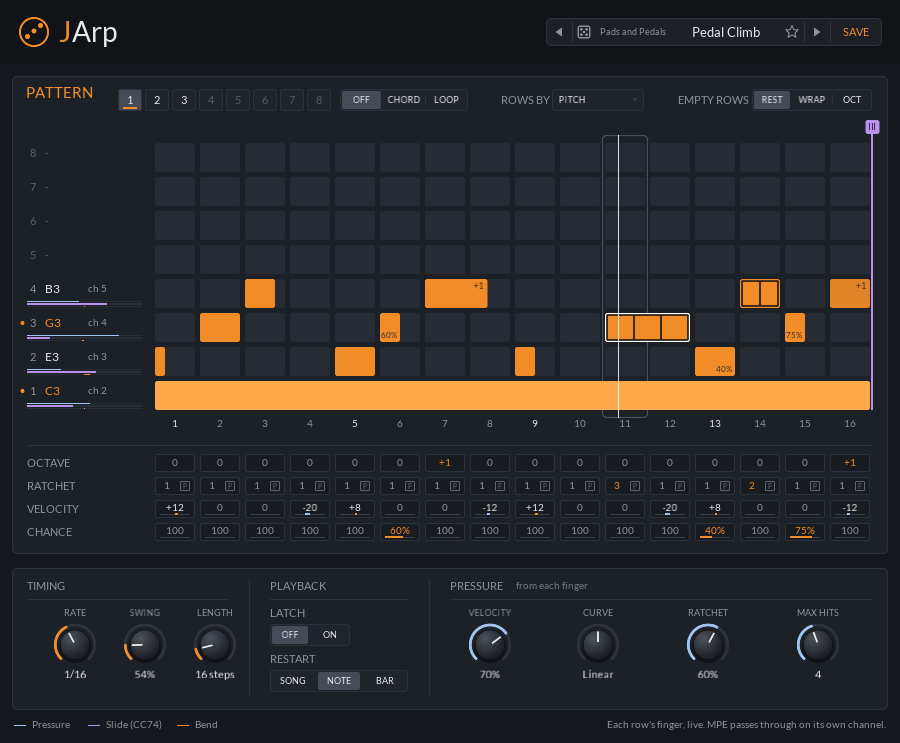 JArp
Pads and Pedals Pedal Climb SAVE
PATTERN 1 2 3 4 5 6 7 8 OFF CHORD LOOP ROWS BY PITCH EMPTY ROWS REST WRAP OCT
8 -
7 -
6 -
5 -
4 B3 ch 5 +1 +1
3 G3 ch 4 60% 75%
2 E3 ch 3 40%
1 C3 ch 2
1 2 3 4 5 6 7 8 9 10 11 12 13 14 15 16
OCTAVE 0 0 0 0 0 0 +1 0 0 0 0 0 0 0 0 +1
RATCHET 1 P 1 P 1 P 1 P 1 P 1 P 1 P 1 P 1 P 1 P 3 P 1 P 1 P 2 P 1 P 1 P
VELOCITY +12 0 0 -20 +8 0 0 -12 +12 0 0 -20 +8 0 0 -12
CHANCE 100 100 100 100 100 60% 100 100 100 100 100 100 40% 100 75% 100
TIMING PLAYBACK PRESSURE from each finger
RATE SWING LENGTH LATCH VELOCITY CURVE RATCHET MAX HITS
OFF ON
RESTART
1/16 54% 16 steps SONG NOTE BAR 70% Linear 60% 4
Pressure Slide (CC74) Bend Each row's finger, live. MPE passes through on its own channel.